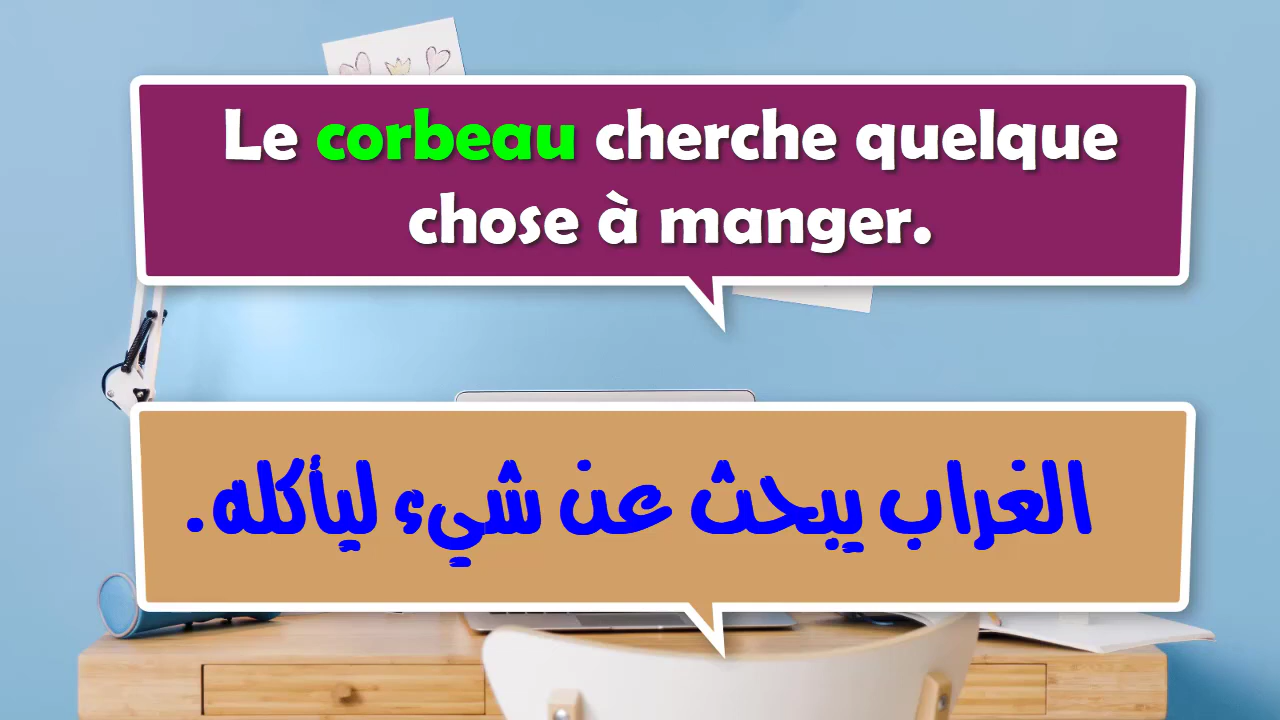 Le corbeau cherche quelque
chose à manger.
الغراب يبحث عن شيء ليأكله.